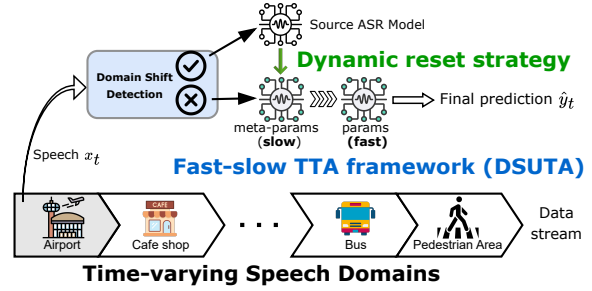 Source ASR Model
Dynamic reset strategy
Domain Shift
Detection
meta-params
(slow)
params
(fast)
Final prediction ŷ_t
Speech x_t
Fast-slow TTA framework (DSUTA)
Airport
CAFE
Cafe shop
. . .
Bus
Pedestrian Area
Data
stream
Time-varying Speech Domains